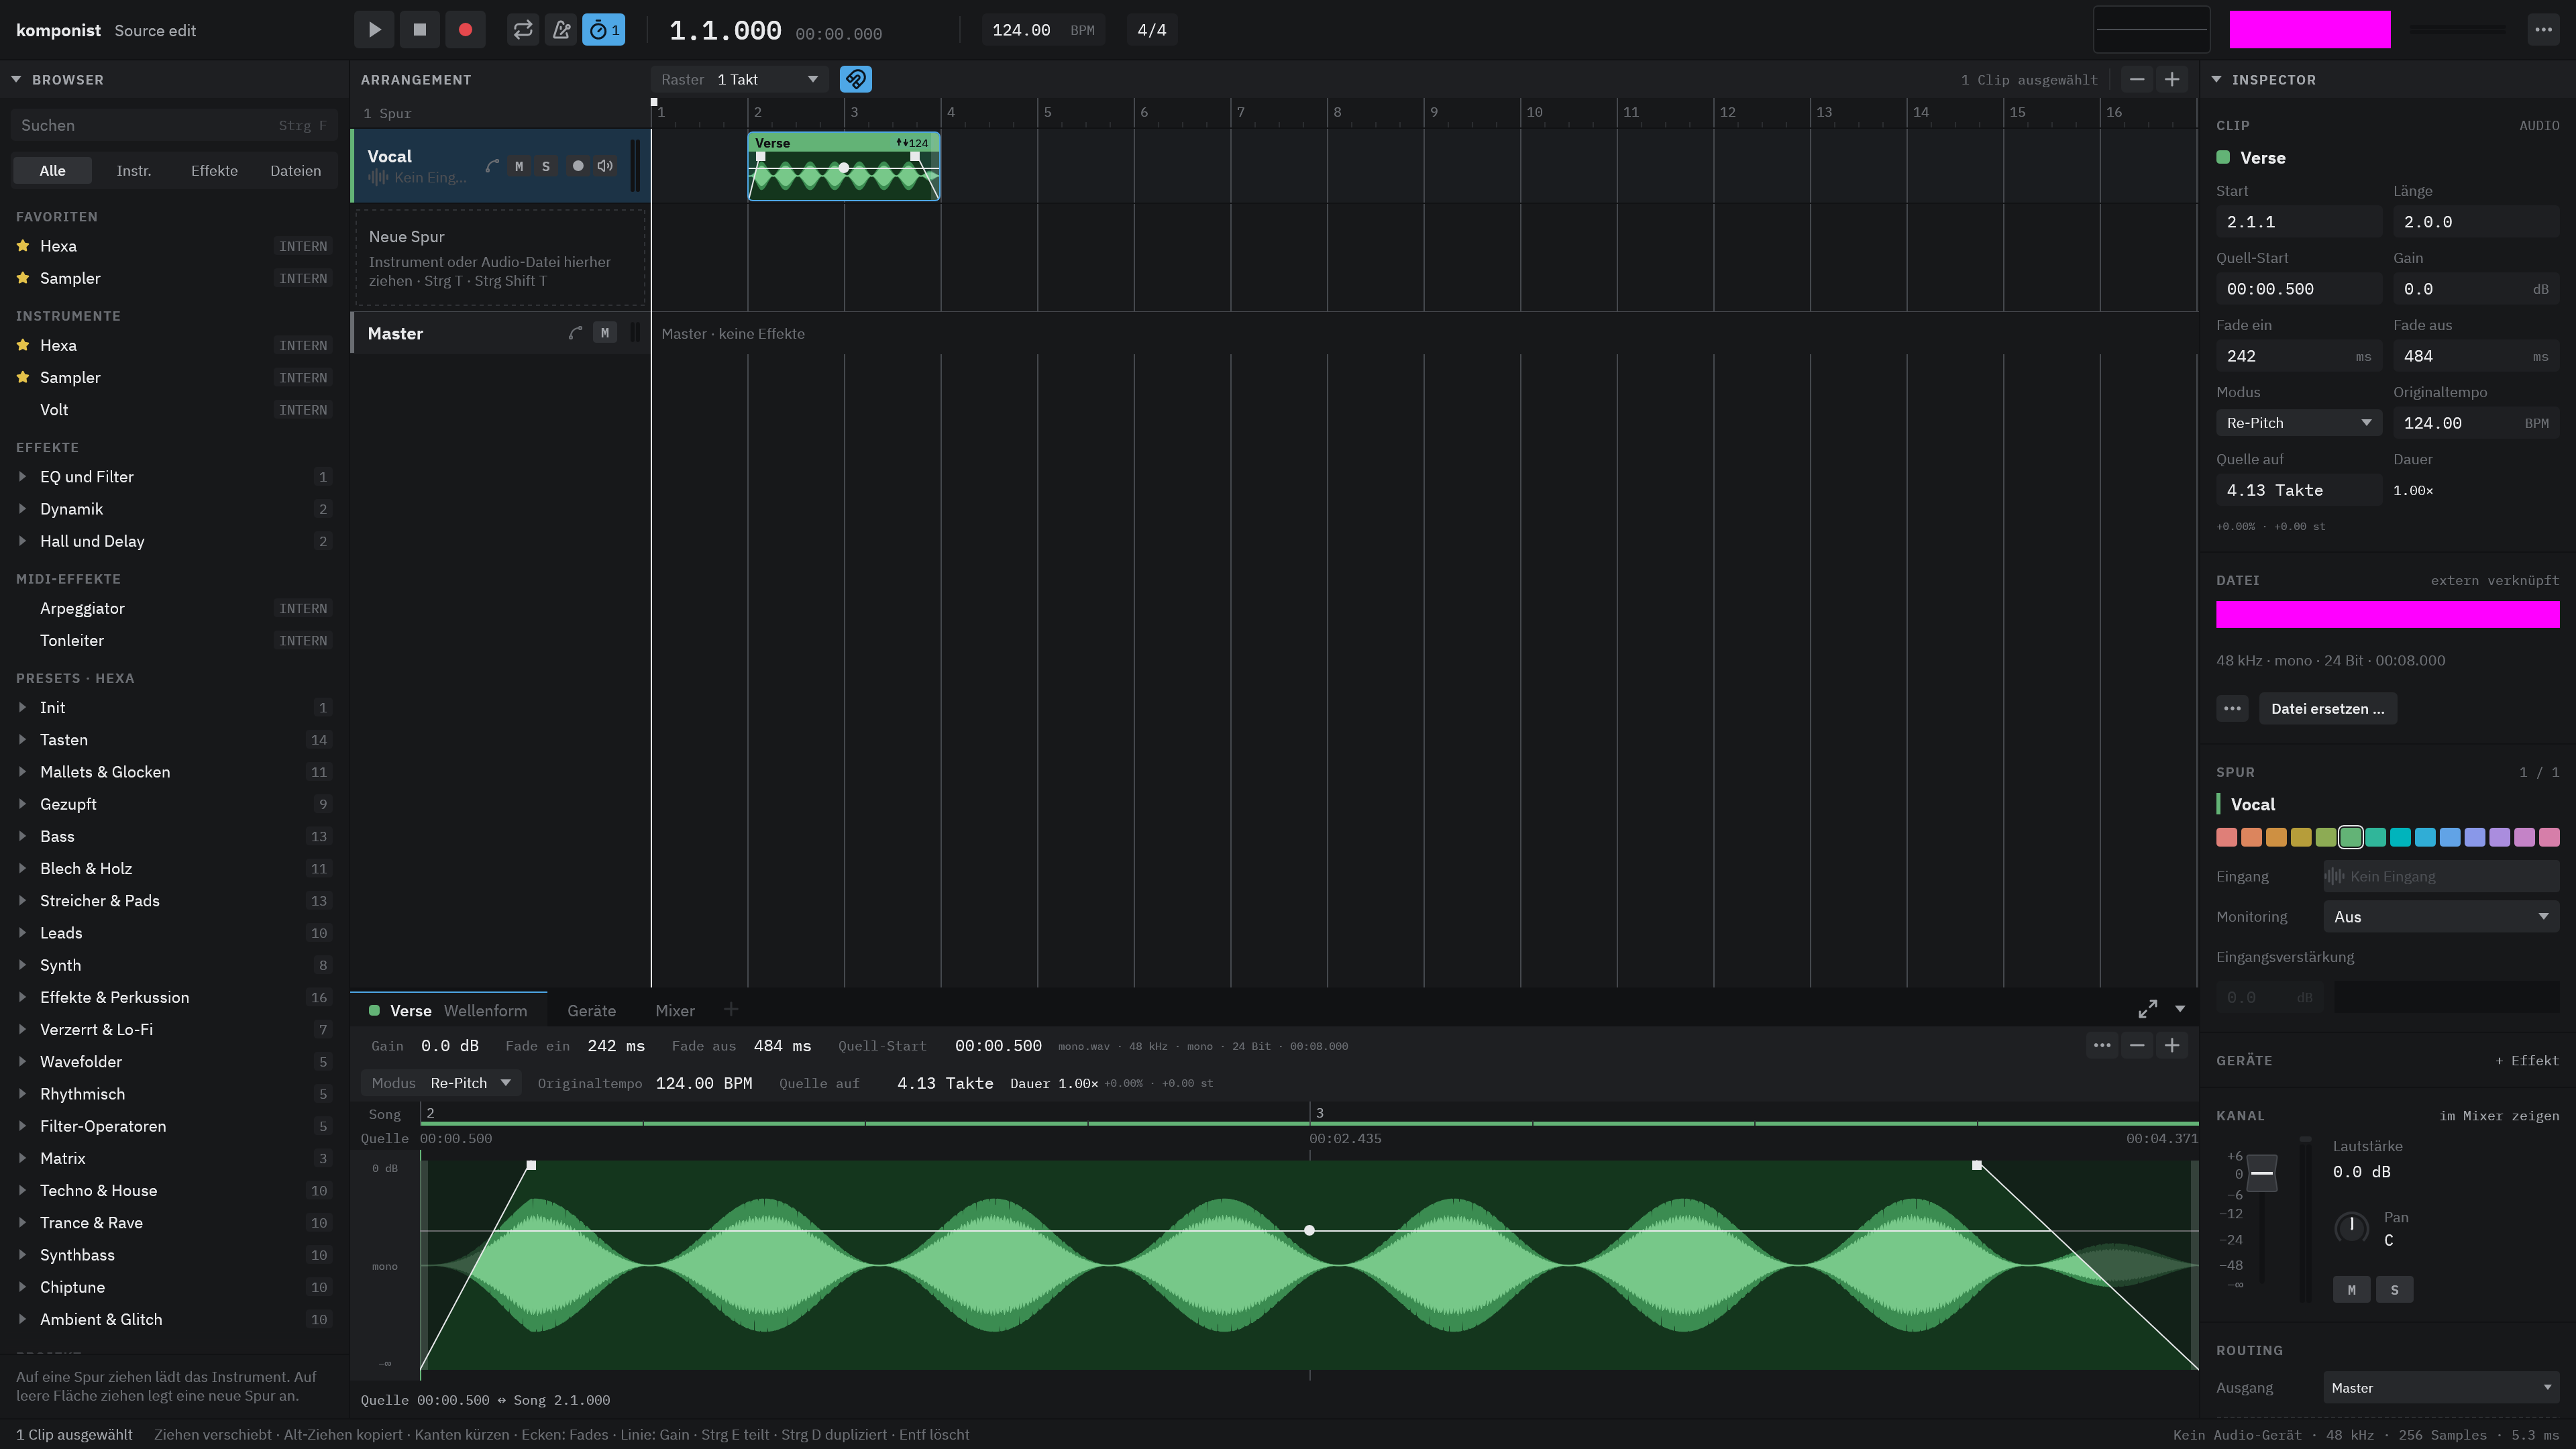 komponist Source edit
1
1.1.000 00:00.000
124.00 BPM 4/4
BROWSER
Suchen Strg F
Alle Instr. Effekte Dateien
FAVORITEN
Hexa INTERN
Sampler INTERN
INSTRUMENTE
Hexa INTERN
Sampler INTERN
Volt INTERN
EFFEKTE
EQ und Filter 1
Dynamik 2
Hall und Delay 2
MIDI-EFFEKTE
Arpeggiator INTERN
Tonleiter INTERN
PRESETS · HEXA
Init 1
Tasten 14
Mallets & Glocken 11
Gezupft 9
Bass 13
Blech & Holz 11
Streicher & Pads 13
Leads 10
Synth 8
Effekte & Perkussion 16
Verzerrt & Lo-Fi 7
Wavefolder 5
Rhythmisch 5
Filter-Operatoren 5
Matrix 3
Techno & House 10
Trance & Rave 10
Synthbass 10
Chiptune 10
Ambient & Glitch 10
Auf eine Spur ziehen lädt das Instrument. Auf
leere Fläche ziehen legt eine neue Spur an.
ARRANGEMENT
Raster 1 Takt
1 Clip ausgewählt
1 Spur
1 2 3 4 5 6 7 8 9 10 11 12 13 14 15 16
Vocal
Kein Eing...
M S
Verse 124
Neue Spur
Instrument oder Audio-Datei hierher
ziehen · Strg T · Strg Shift T
Master M
Master · keine Effekte
Verse Wellenform Geräte Mixer
Gain 0.0 dB Fade ein 242 ms Fade aus 484 ms Quell-Start 00:00.500 mono.wav · 48 kHz · mono · 24 Bit · 00:08.000
Modus Re-Pitch Originaltempo 124.00 BPM Quelle auf 4.13 Takte Dauer 1.00× +0.00% · +0.00 st
Song 2 3
Quelle 00:00.500 00:02.435 00:04.371
0 dB
mono
−∞
Quelle 00:00.500 ↔ Song 2.1.000
INSPECTOR
CLIP AUDIO
Verse
Start Länge
2.1.1 2.0.0
Quell-Start Gain
00:00.500 0.0 dB
Fade ein Fade aus
242 ms 484 ms
Modus Originaltempo
Re-Pitch 124.00 BPM
Quelle auf Dauer
4.13 Takte 1.00×
+0.00% · +0.00 st
DATEI extern verknüpft
48 kHz · mono · 24 Bit · 00:08.000
Datei ersetzen ...
SPUR 1 / 1
Vocal
Eingang Kein Eingang
Monitoring Aus
Eingangsverstärkung
0.0 dB
GERÄTE + Effekt
KANAL im Mixer zeigen
+6
0
−6
−12
−24
−48
−∞
Lautstärke
0.0 dB
Pan
C
M S
ROUTING
Ausgang Master
1 Clip ausgewählt Ziehen verschiebt · Alt-Ziehen kopiert · Kanten kürzen · Ecken: Fades · Linie: Gain · Strg E teilt · Strg D dupliziert · Entf löscht
Kein Audio-Gerät · 48 kHz · 256 Samples · 5.3 ms